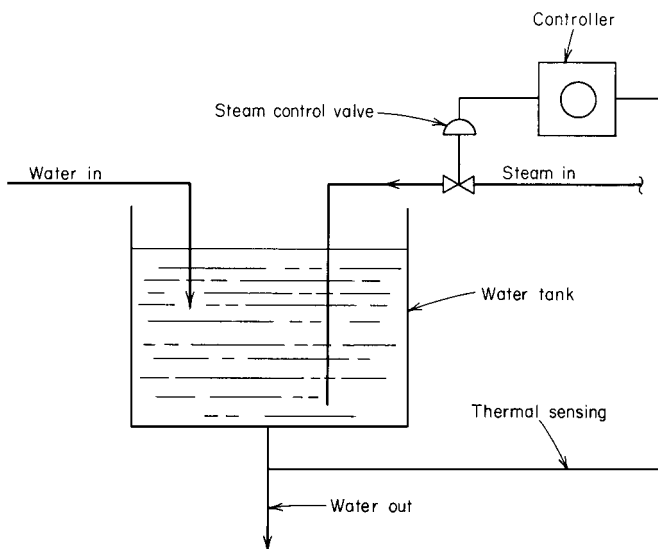 Controller
Steam control valve
Water in
Steam in
Water tank
Thermal sensing
Water out